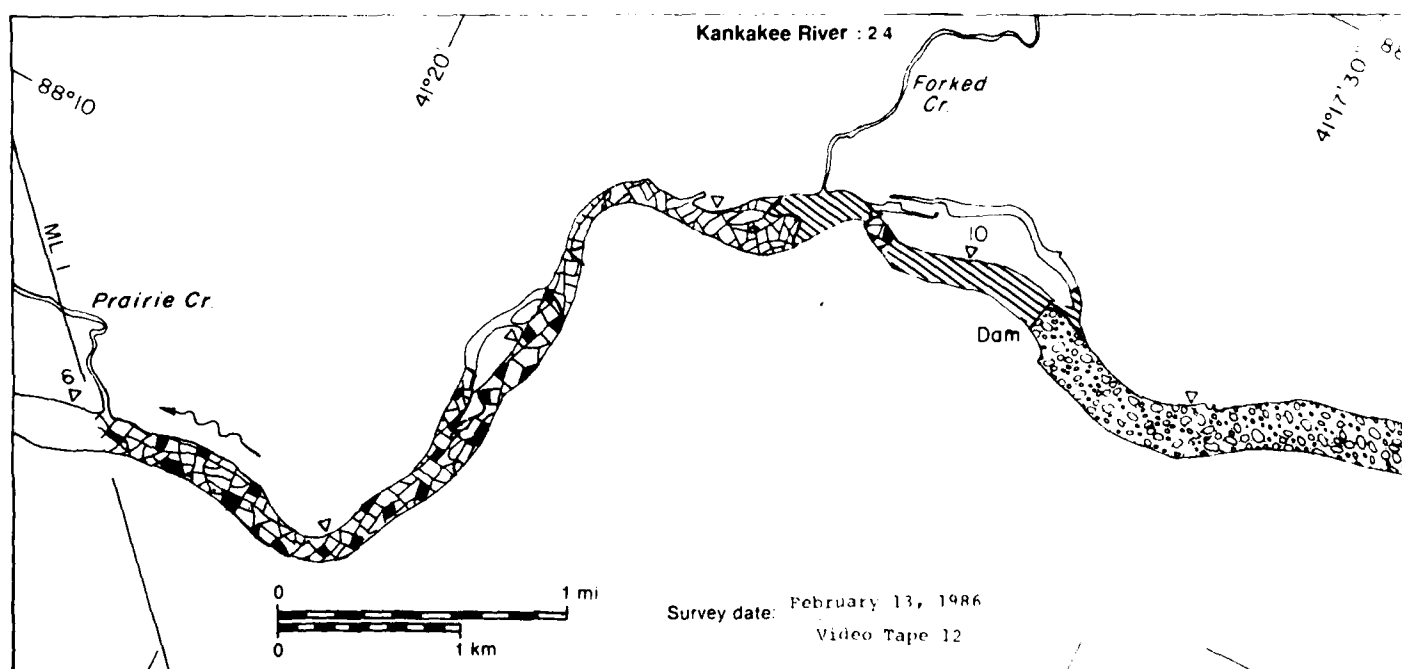 Kankakee River : 24
88°10'
41°20'
Forked
Cr.
41°17'30"
ML 1
Prairie Cr.
6
10
Dam
0 1 mi
0 1 km
Survey date: February 13, 1986
Video Tape 12